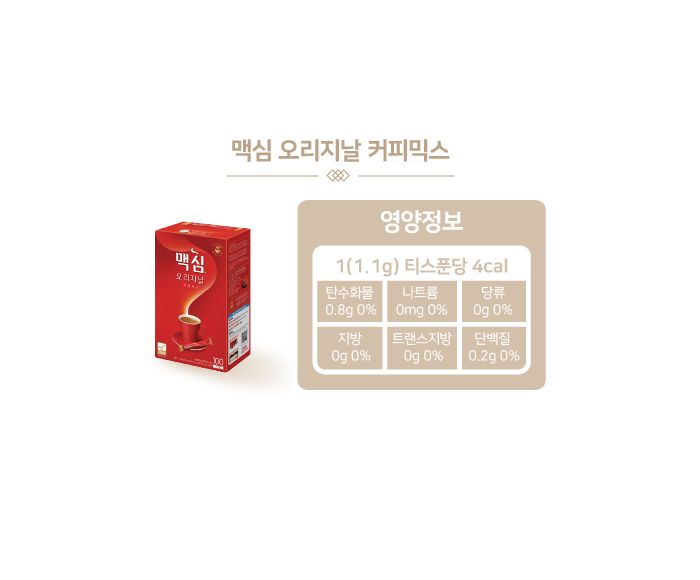 맥심 오리지날 커피믹스
영양정보
1(1.1g) 티스푼당 4cal
탄수화물 나트륨 당류
0.8g 0% 0mg 0% 0g 0%
지방 트랜스지방 단백질
0g 0% 0g 0% 0.2g 0%
맥심
오리지날
100